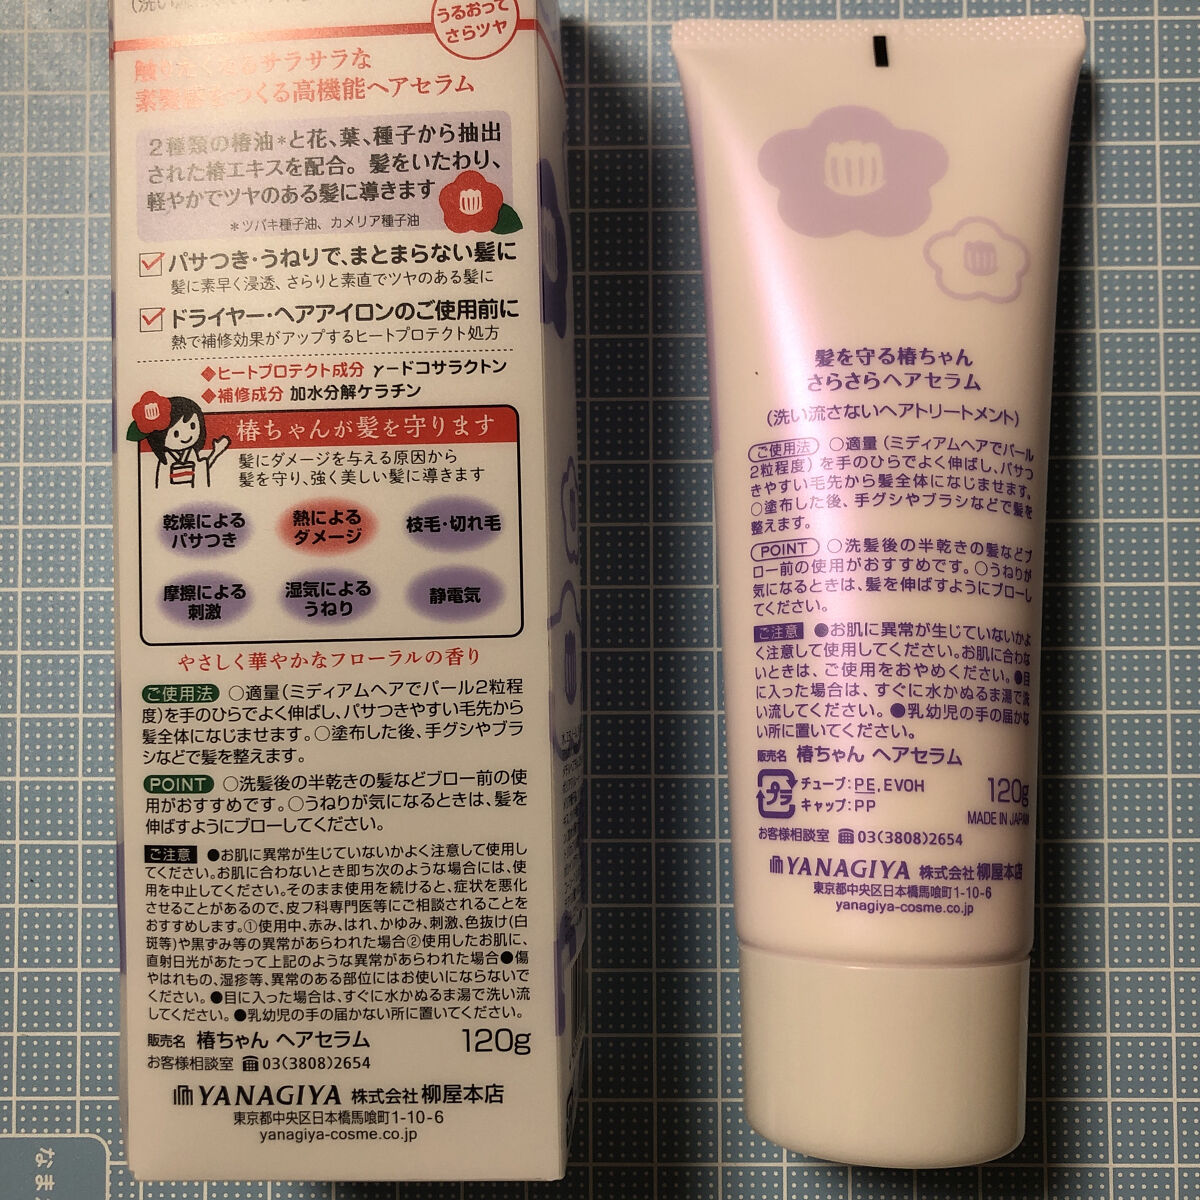 うるおって
さらツヤ
サラサラな
つくる高機能ヘアセラム
2種類の椿油*と花、葉、種子から抽出
された椿エキスを配合。髪をいたわり、
軽やかでツヤのある髪に導きます
*ツバキ種子油、カメリア種子油
パサつき・うねりで、まとまらない髪に
髪に素早く浸透、さらりと素直でツヤのある髪に
ドライヤー・ヘアアイロンのご使用前に
熱で補修効果がアップするヒートプロテクト処方
◆ヒートプロテクト成分 γードコサラクトン
◆補修成分 加水分解ケラチン
椿ちゃんが髪を守ります
髪にダメージを与える原因から
髪を守り、強く美しい髪に導きます
乾燥による
パサつき
熱による
ダメージ
枝毛・切れ毛
摩擦による
刺激
湿気による
うねり
静電気
やさしく華やかなフローラルの香り
ご使用法 ○適量(ミディアムヘアでパール2粒程
度)を手のひらでよく伸ばし、パサつきやすい毛先から
髪全体になじませます。○塗布した後、手グシやブラ
シなどで髪を整えます。
POINT ○洗髪後の半乾きの髪などブロー前の使
用がおすすめです。○うねりが気になるときは、髪を
伸ばすようにブローしてください。
ご注意 ●お肌に異常が生じていないかよく注意して使用し
てください。お肌に合わないとき即ち次のような場合には、使
用を中止してください。そのまま使用を続けると、症状を悪化
させることがあるので、皮フ科専門医等にご相談されることを
おすすめします。①使用中、赤み、はれ、かゆみ、刺激、色抜け(白
斑等)や黒ずみ等の異常があらわれた場合②使用したお肌に、
直射日光があたって上記のような異常があらわれた場合●傷
やはれもの、湿疹等、異常のある部位にはお使いにならないで
ください。●目に入った場合は、すぐに水かぬるま湯で洗い流
してください。●乳幼児の手の届かない所に置いてください。
販売名 椿ちゃん ヘアセラム 120g
お客様相談室 ☎03(3808)2654
YANAGIYA 株式会社 柳屋本店
東京都中央区日本橋馬喰町1-10-6
yanagiya-cosme.co.jp
髪を守る椿ちゃん
さらさらヘアセラム
(洗い流さないヘアトリートメント)
ご使用法 ○適量(ミディアムヘアでパール
2粒程度)を手のひらでよく伸ばし、パサつ
きやすい毛先から髪全体になじませます。
○塗布した後、手グシやブラシなどで髪を
整えます。
POINT ○洗髪後の半乾きの髪などブ
ロー前の使用がおすすめです。○うねりが
気になるときは、髪を伸ばすようにブローし
てください。
ご注意 ●お肌に異常が生じていないかよ
く注意して使用してください。お肌に合わな
いときは、ご使用をおやめください。●目
に入った場合は、すぐに水かぬるま湯で洗
い流してください。●乳幼児の手の届かな
い所に置いてください。
販売名 椿ちゃん ヘアセラム
プラ チューブ:PE,EVOH
キャップ:PP
120g
MADE IN JAPAN
お客様相談室 ☎03(3808)2654
YANAGIYA 株式会社 柳屋本店
東京都中央区日本橋馬喰町1-10-6
yanagiya-cosme.co.jp